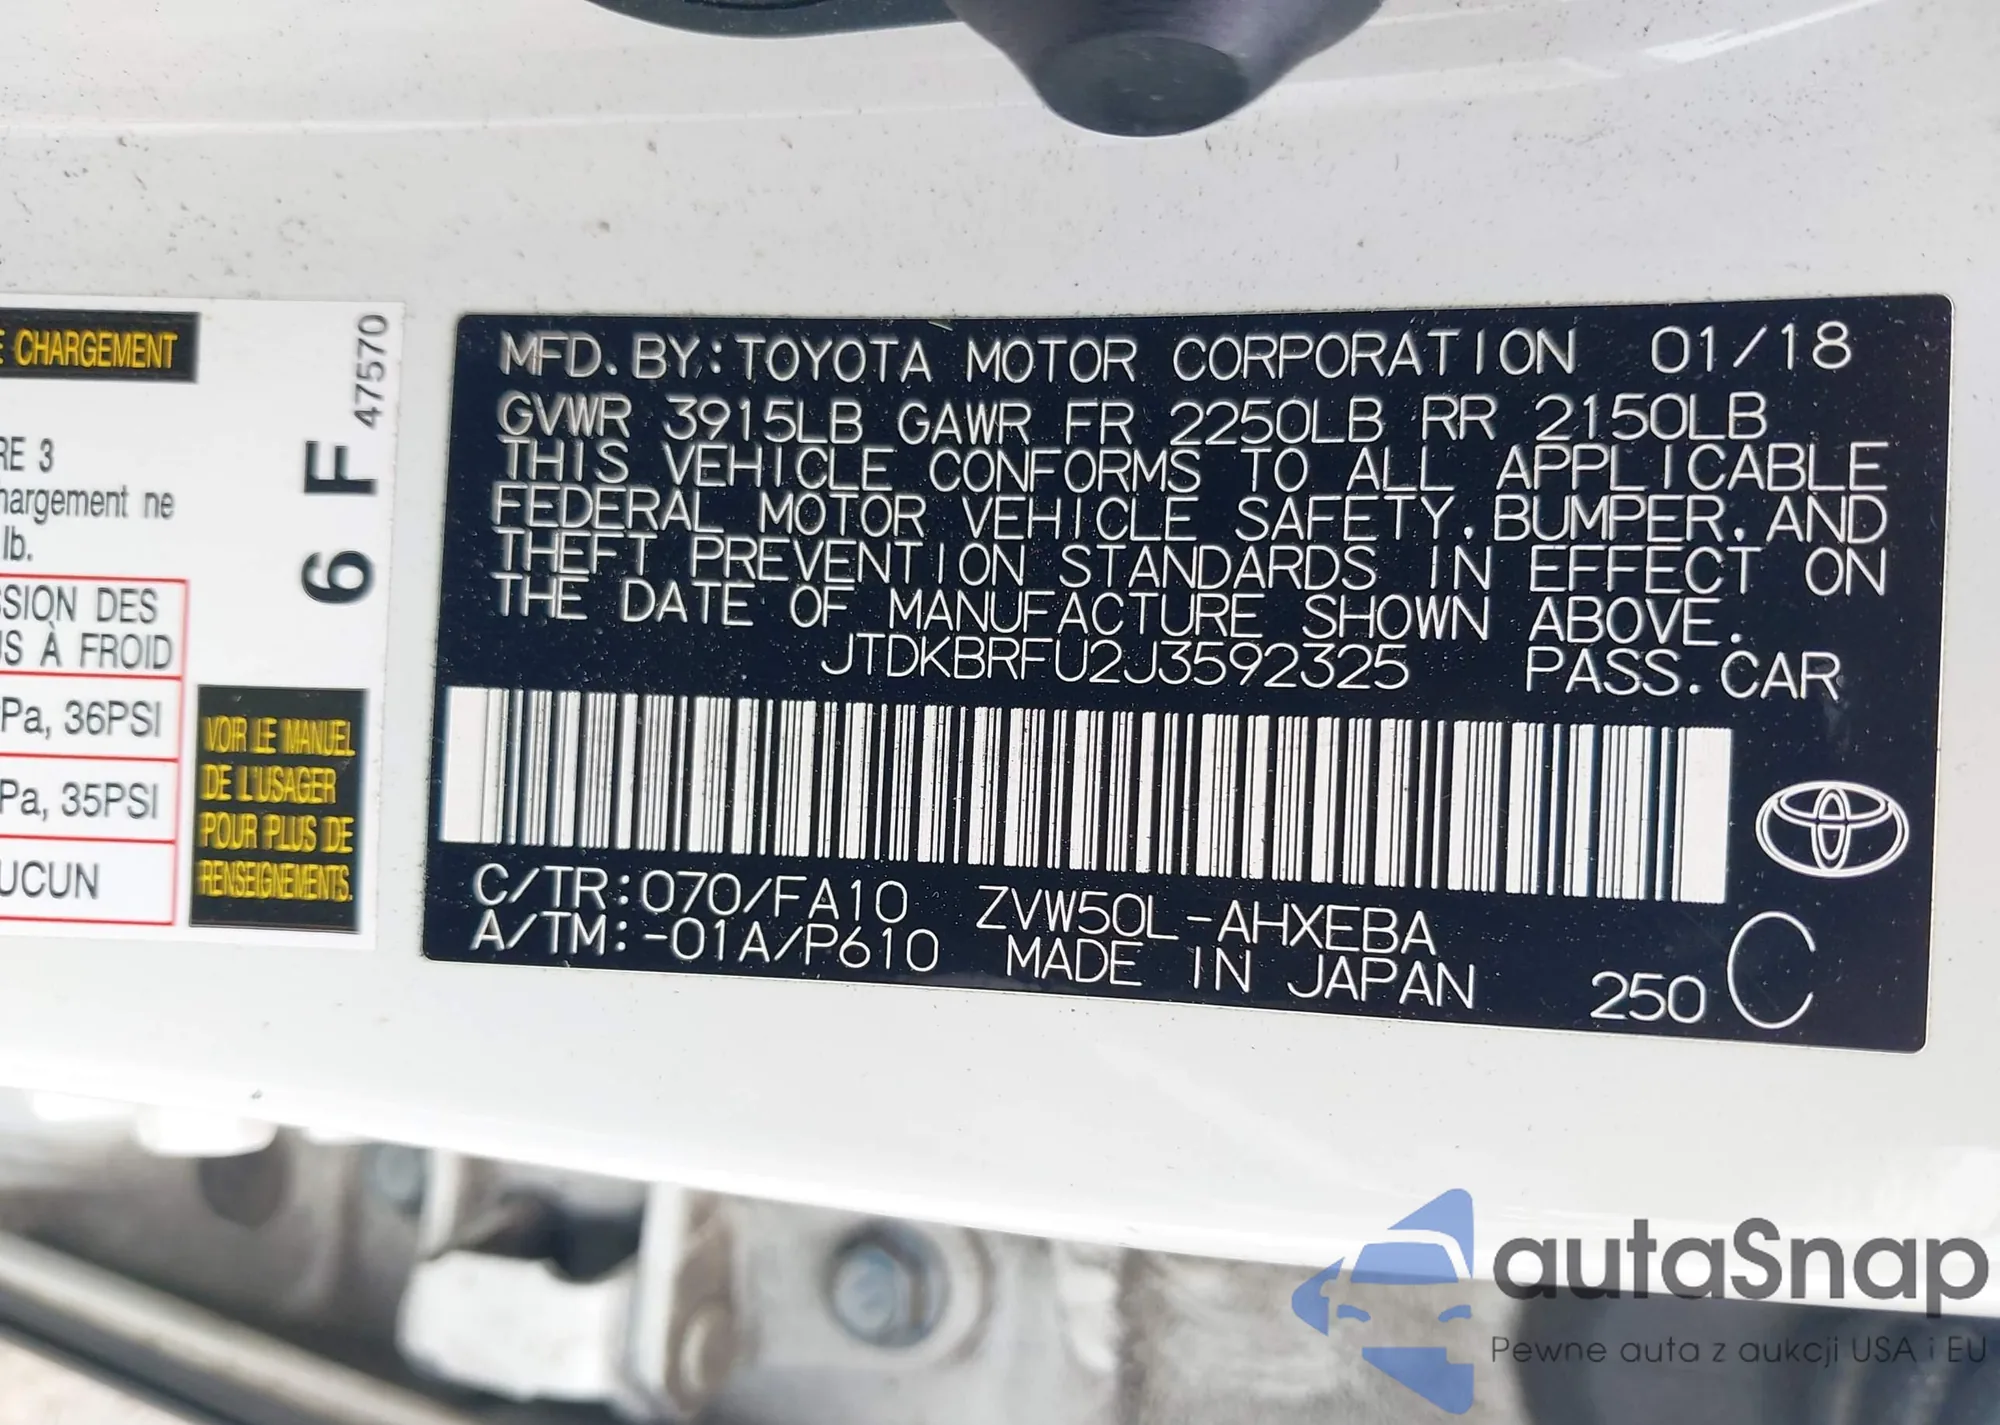 E CHARGEMENT
47570
6 F
RE 3
hargement ne
lb.
SSION DES
US À FROID
Pa, 36PSI
Pa, 35PSI
UCUN
VOIR LE MANUEL
DE L'USAGER
POUR PLUS DE
RENSEIGNEMENTS.
MFD. BY: TOYOTA MOTOR CORPORATION 01/18
GVWR 3915LB GAWR FR 2250LB RR 2150LB
THIS VEHICLE CONFORMS TO ALL APPLICABLE
FEDERAL MOTOR VEHICLE SAFETY, BUMPER, AND
THEFT PREVENTION STANDARDS IN EFFECT ON
THE DATE OF MANUFACTURE SHOWN ABOVE.
JTDKBRFU2J3592325 PASS. CAR
C/TR: 070/FA10 ZVW50L-AHXEBA
A/TM: -01A/P610 MADE IN JAPAN 250 C
autaSnap
Pewne auta z aukcji USA i EU